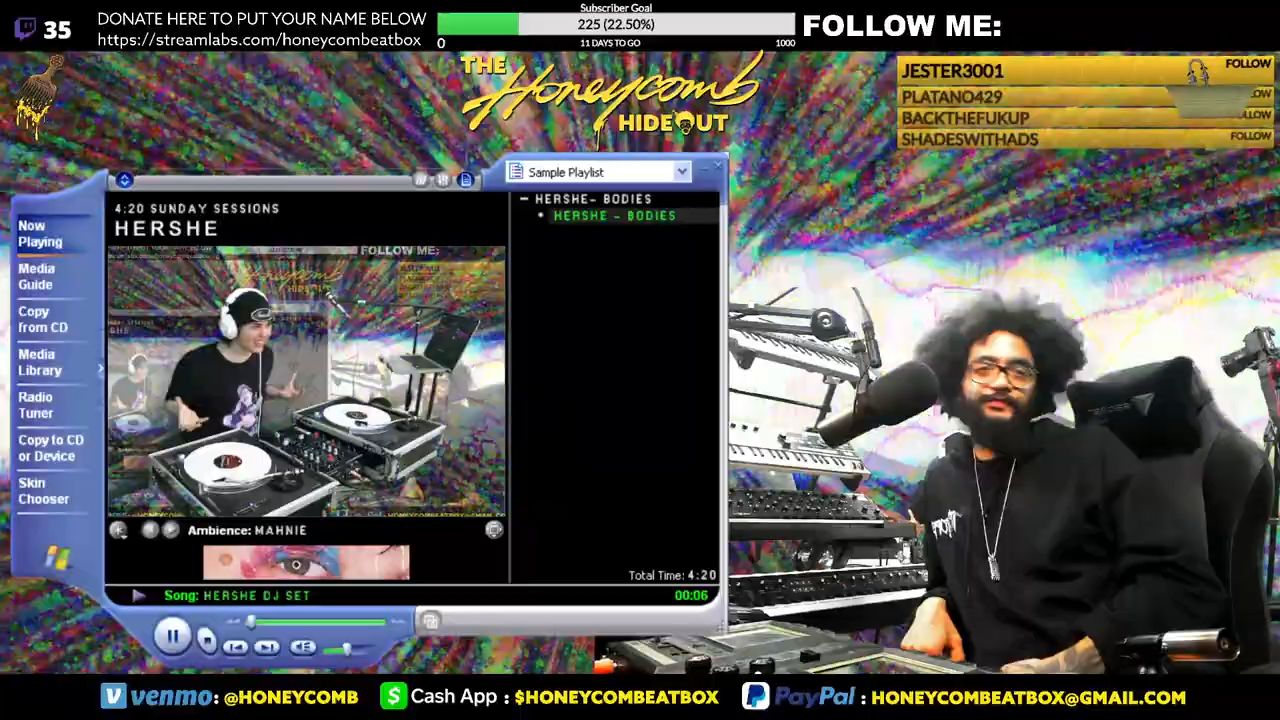 35
DONATE HERE TO PUT YOUR NAME BELOW
https://streamlabs.com/honeycombeatbox
Subscriber Goal
225 (22.50%)
0
11 DAYS TO GO
1000
FOLLOW ME:
THE
Honeycomb
HIDEOUT
JESTER3001 FOLLOW
PLATANO429
BACKTHEFUKUP
SHADESWITHADS FOLLOW
Sample Playlist
HERSHE- BODIES
HERSHE - BODIES
4:20 SUNDAY SESSIONS
HERSHE
FOLLOW ME:
Now
Playing
Media
Guide
Copy
from CD
Media
Library
Radio
Tuner
Copy to CD
or Device
Skin
Chooser
Ambience: MAHNIE
Total Time: 4:20
Song: HERSHE DJ SET
00:06
venmo: @HONEYCOMB
Cash App : $HONEYCOMBEATBOX
PayPal : HONEYCOMBEATBOX@GMAIL.COM